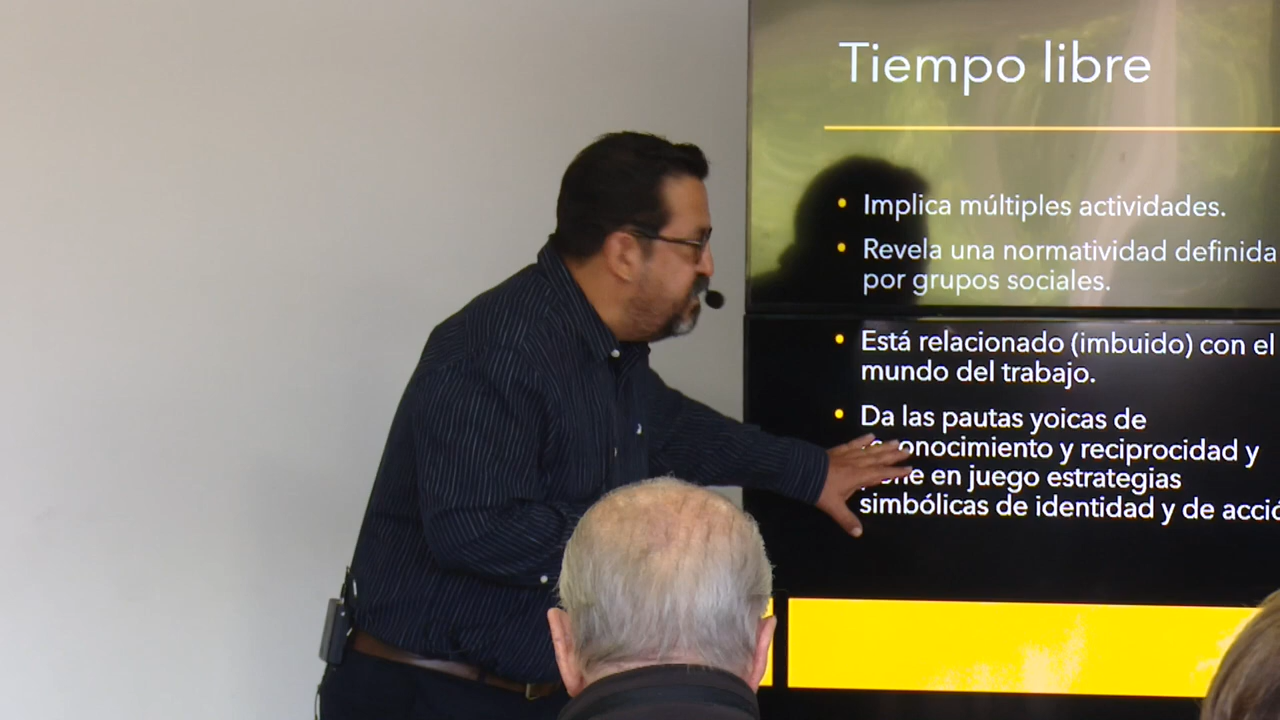 Tiempo libre
Implica múltiples actividades.
Revela una normatividad definida
por grupos sociales.
Está relacionado (imbuido) con el
mundo del trabajo.
Da las pautas yoicas de
y reciprocidad y
en juego estrategias
simbólicas de identidad y de